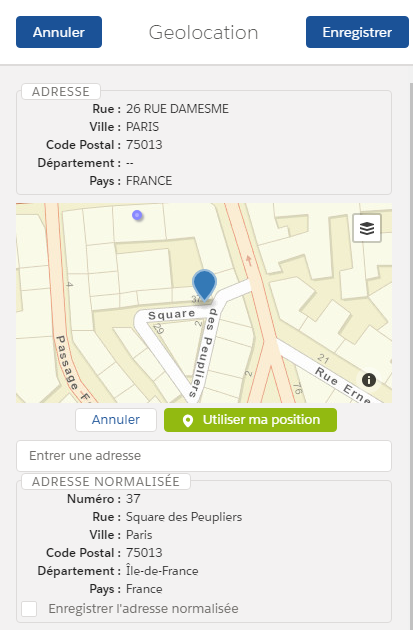 Annuler
Geolocation
Enregistrer
ADRESSE
Rue : 26 RUE DAMESME
Ville : PARIS
Code Postal : 75013
Département : --
Pays : FRANCE
4
37
Square
29
2
des Peupliers
Passage F
2
76
21
Rue Erne
Annuler
Utiliser ma position
Entrer une adresse
ADRESSE NORMALISÉE
Numéro : 37
Rue : Square des Peupliers
Ville : Paris
Code Postal : 75013
Département : Île-de-France
Pays : France
Enregistrer l'adresse normalisée